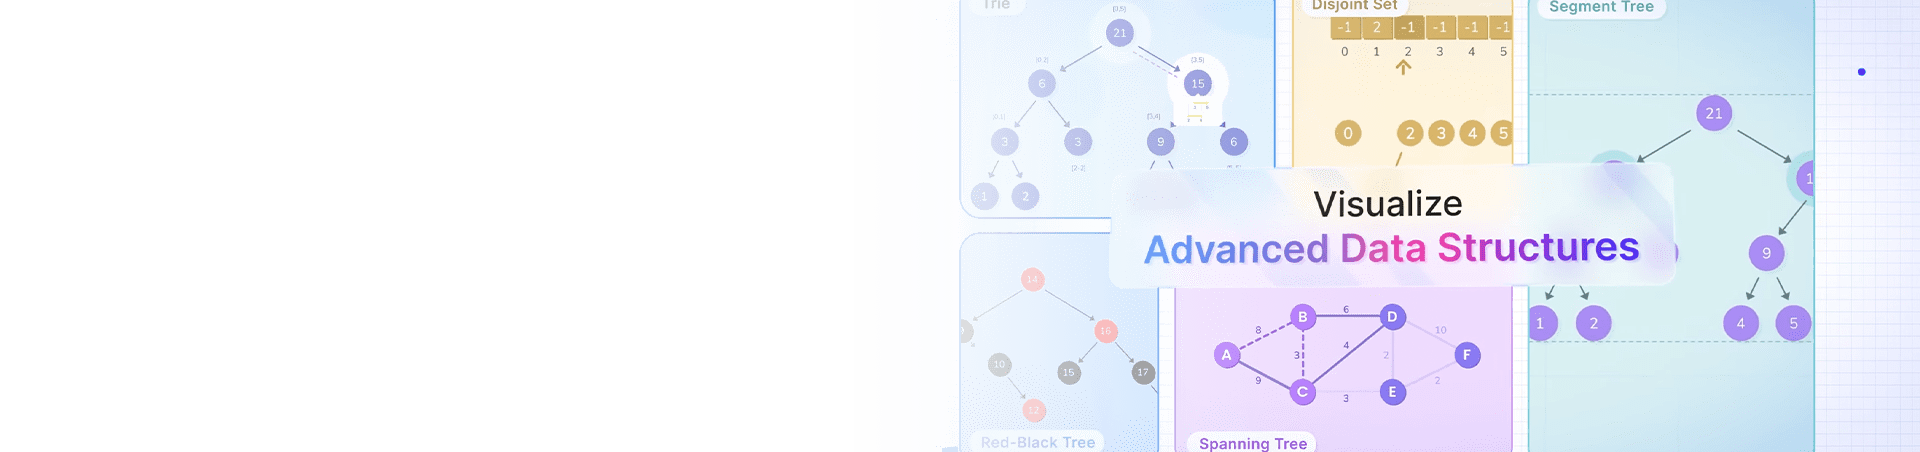 Trie
[0,5]
21
[0,2]
[3,5]
6
15
[0,1]
[3,4]
3
3
9
6
[2-2]
1
2
Disjoint Set
-1 2 -1 -1 -1 -1
0 1 2 3 4 5
0 2 3 4 5
Segment Tree
21
1
9
1
2
4
5
Visualize
Advanced Data Structures
14
16
10
15
17
12
Red-Black Tree
B
6
D
8
10
A
3
4
2
F
9
2
C
3
E
Spanning Tree